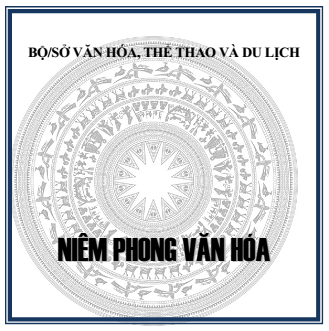 BỘ/SỞ VĂN HÓA, THỂ THAO VÀ DU LỊCH
NIÊM PHONG VĂN HÓA